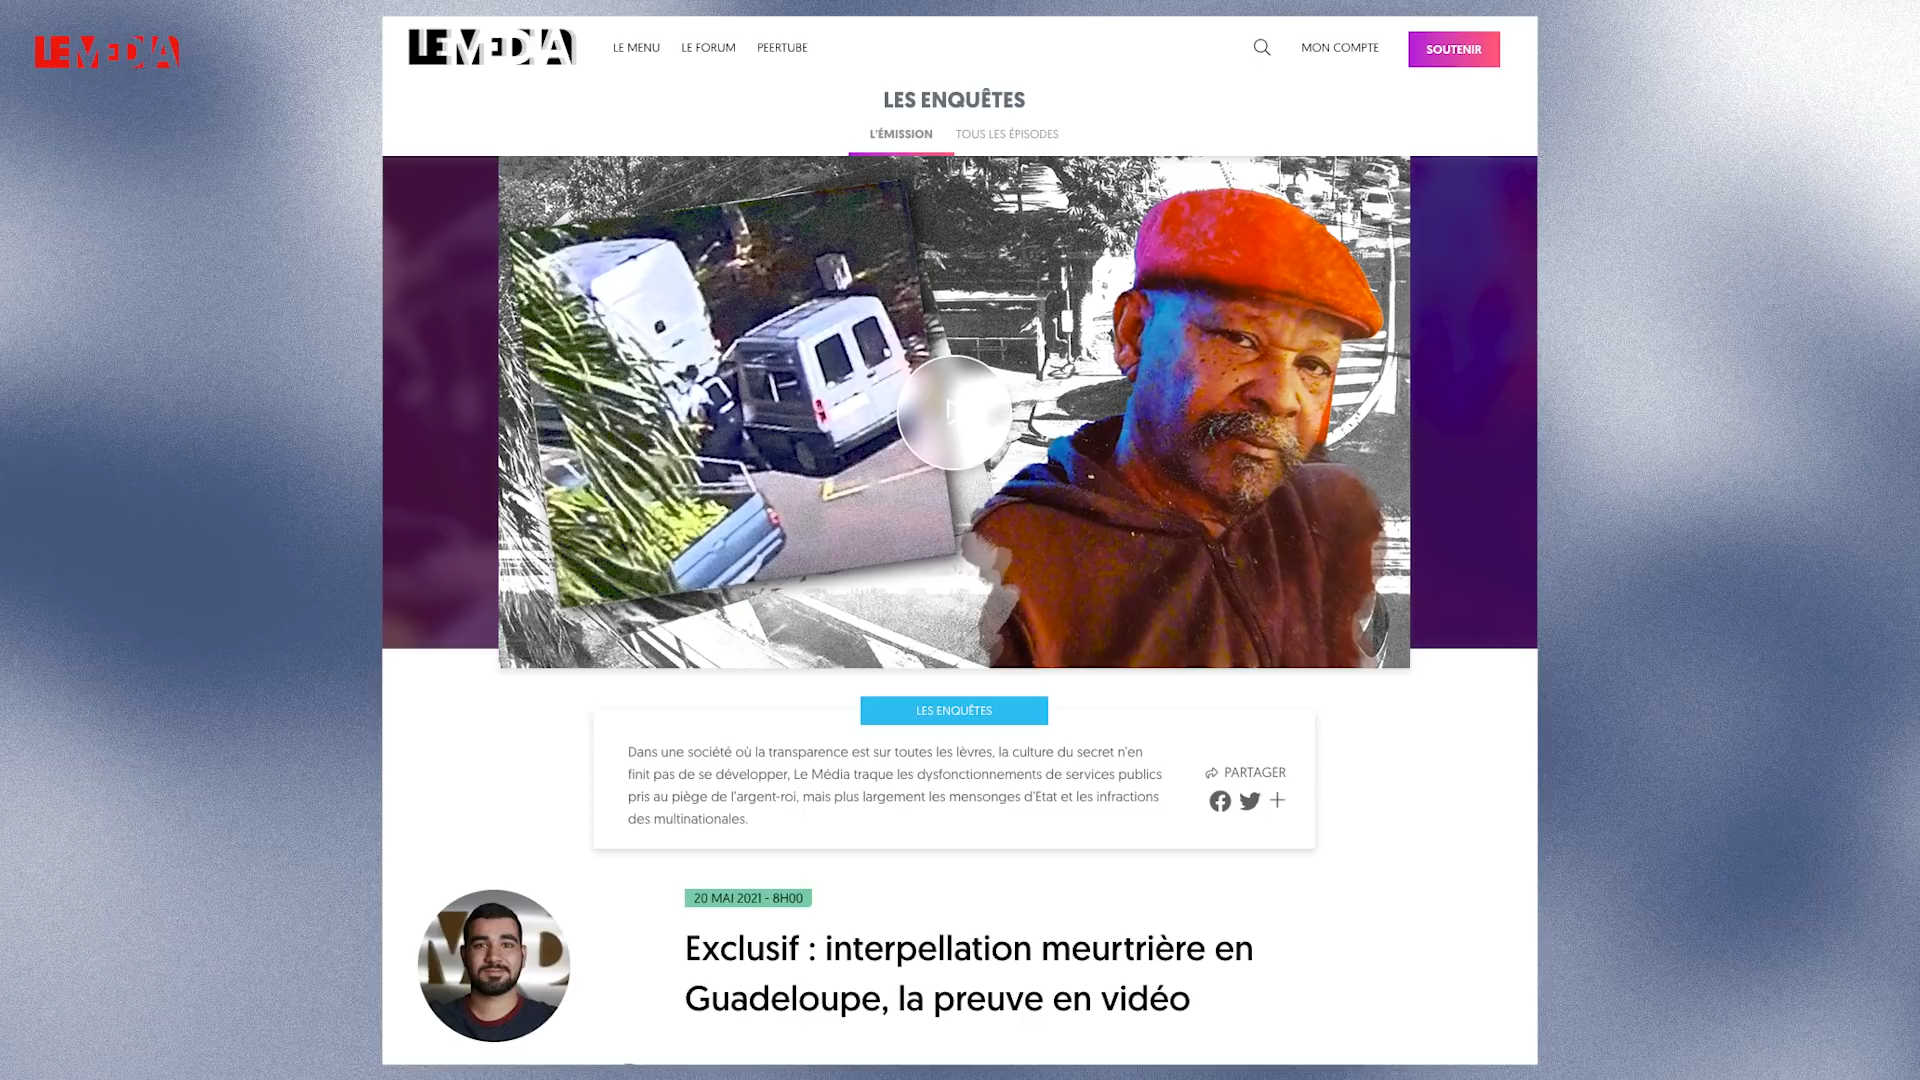 LEMEDIA
LEMEDIA
LE MENU
LE FORUM
PEERTUBE
MON COMPTE
SOUTENIR
LES ENQUÊTES
L'ÉMISSION
TOUS LES ÉPISODES
LES ENQUÊTES
Dans une société où la transparence est sur toutes les lèvres, la culture du secret n'en
finit pas de se développer, Le Média traque les dysfonctionnements de services publics
pris au piège de l'argent-roi, mais plus largement les mensonges d'Etat et les infractions
des multinationales.
PARTAGER
20 MAI 2021 - 8H00
Exclusif : interpellation meurtrière en
Guadeloupe, la preuve en vidéo